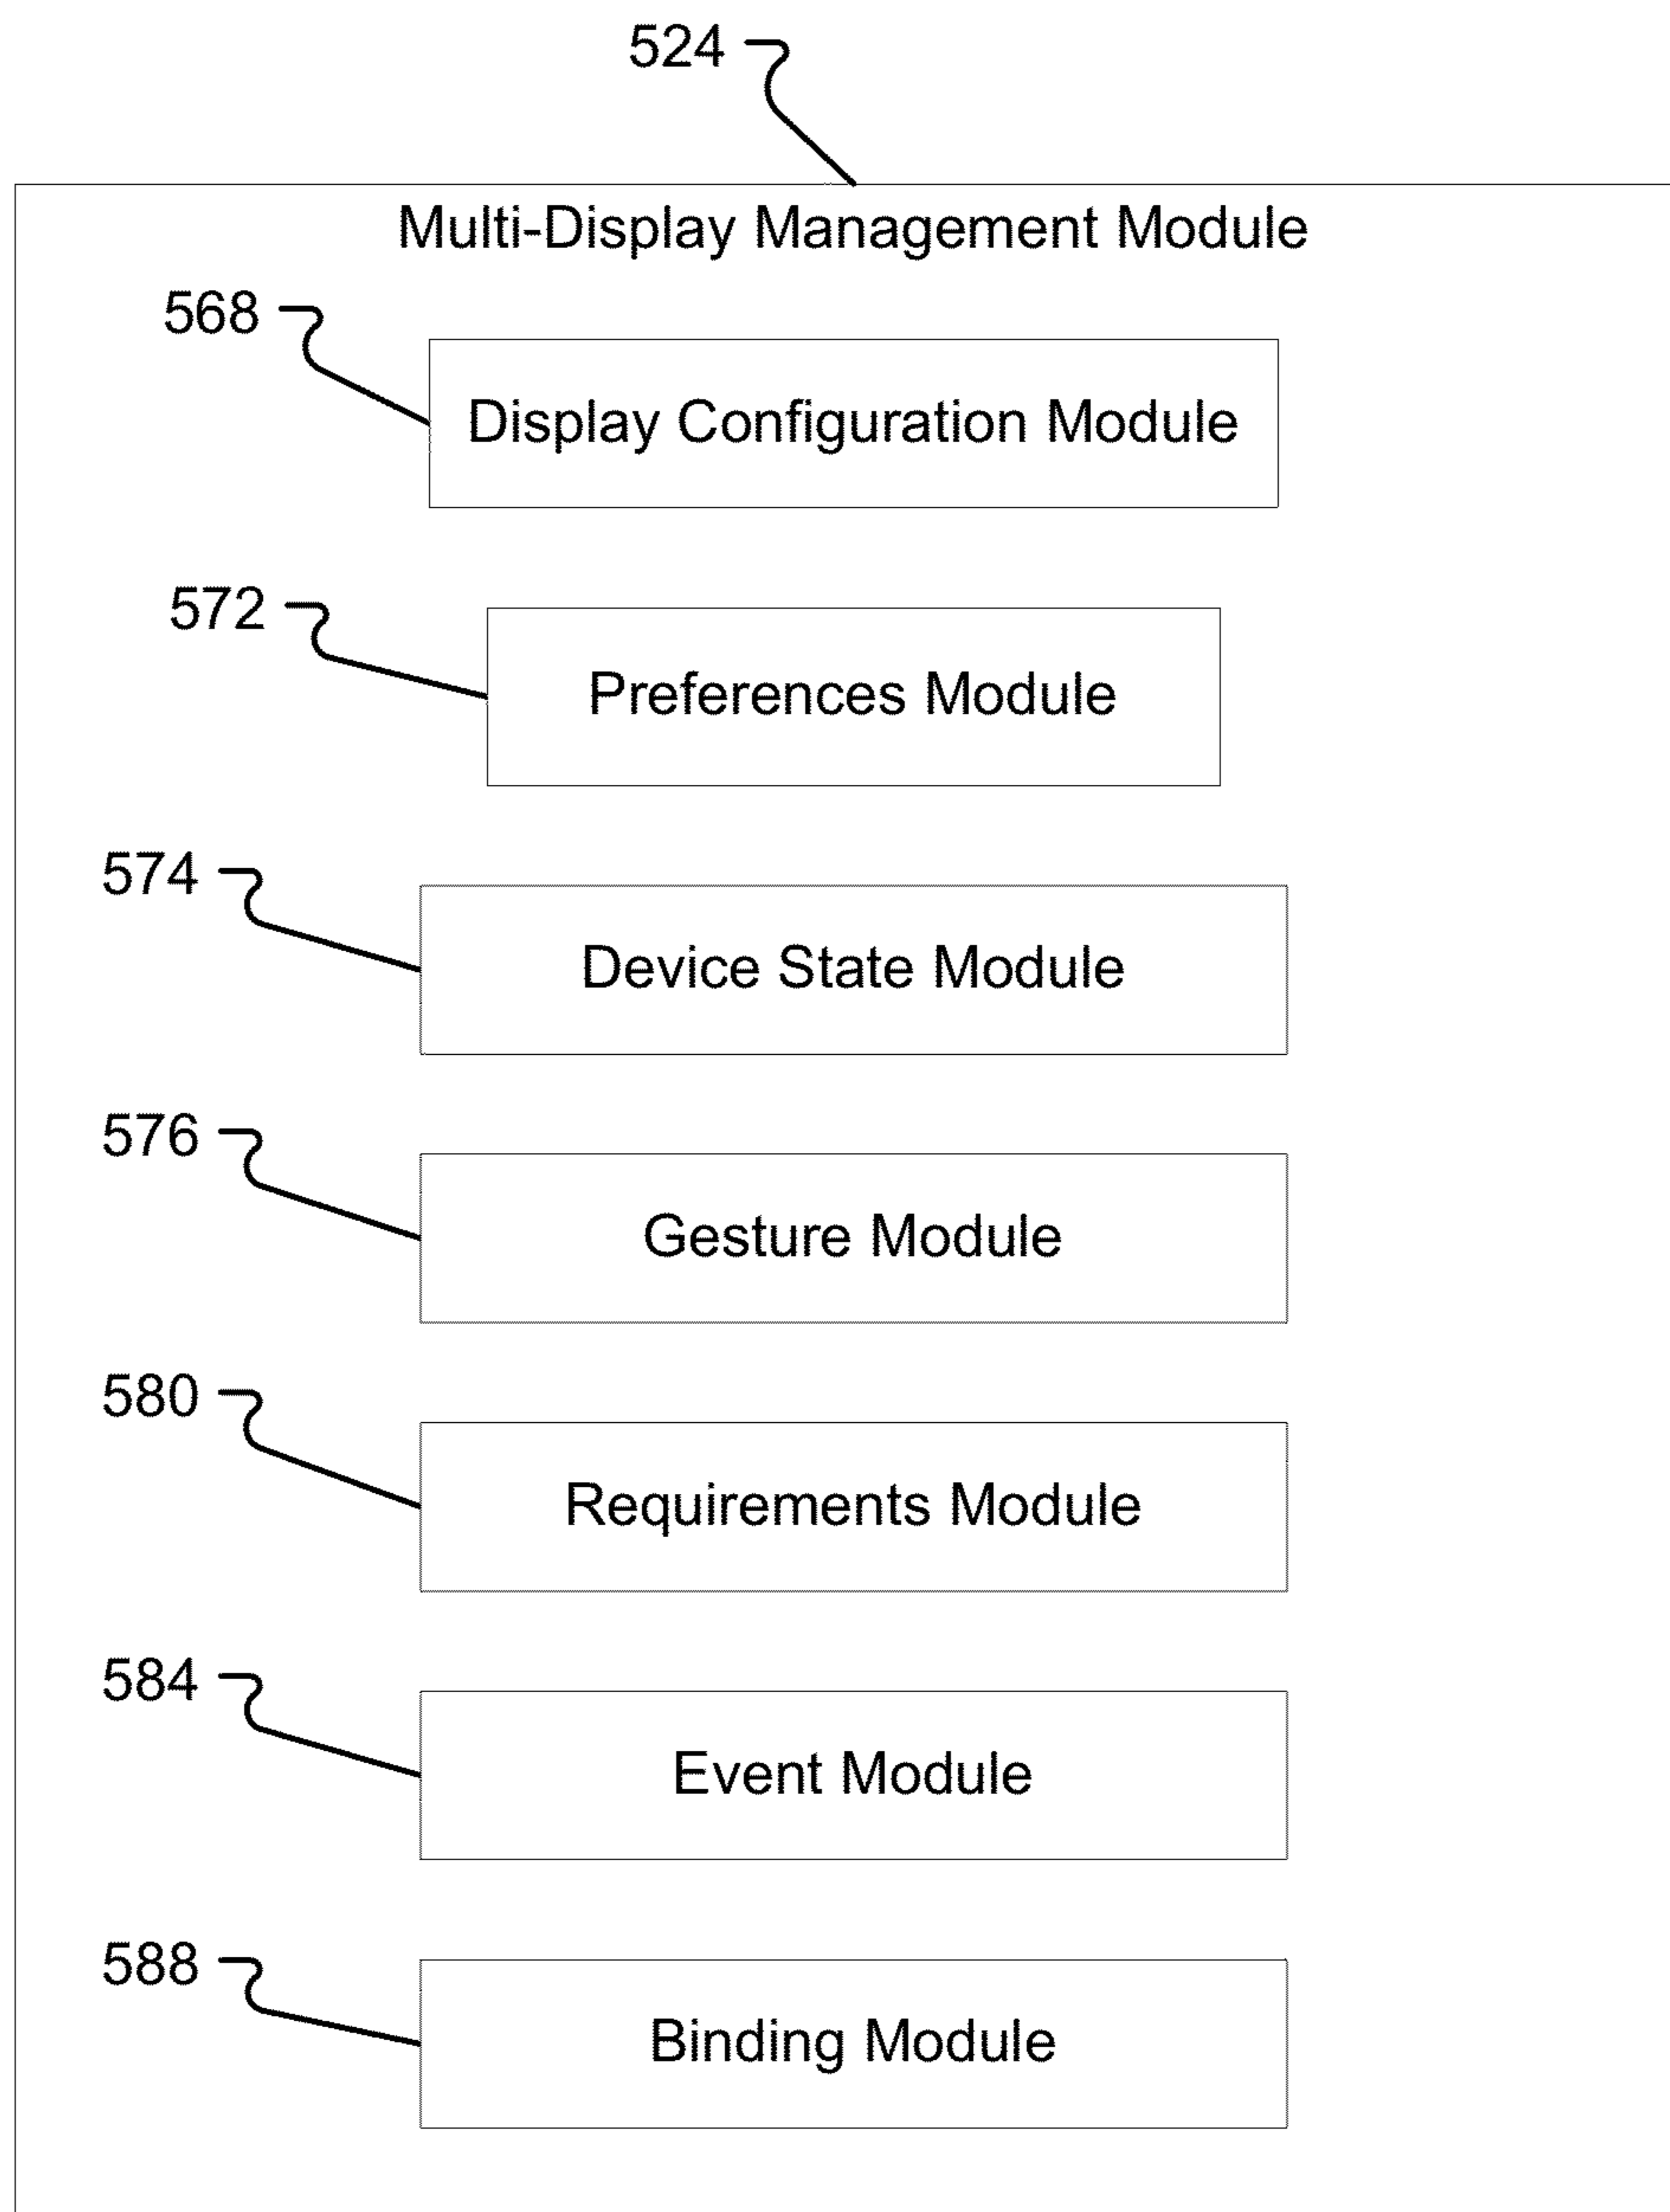 524
Multi-Display Management Module
568
Display Configuration Module
572
Preferences Module
574
Device State Module
576
Gesture Module
580
Requirements Module
584
Event Module
588
Binding Module